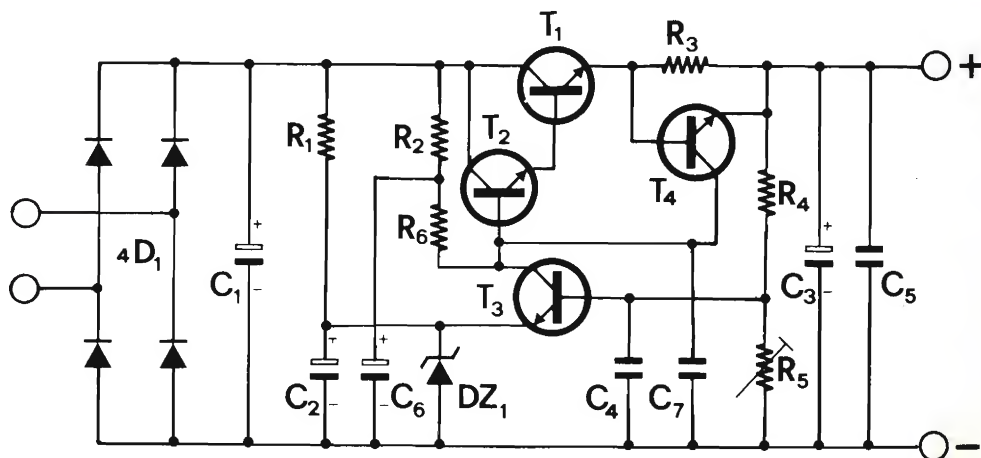 T1
R3
+
R1
R2
T2
T4
R4
R6
4D1
+
C1
-
T3
+
C3
-
C5
+
C2
-
+
C6
-
DZ1
C4
C7
R5
-